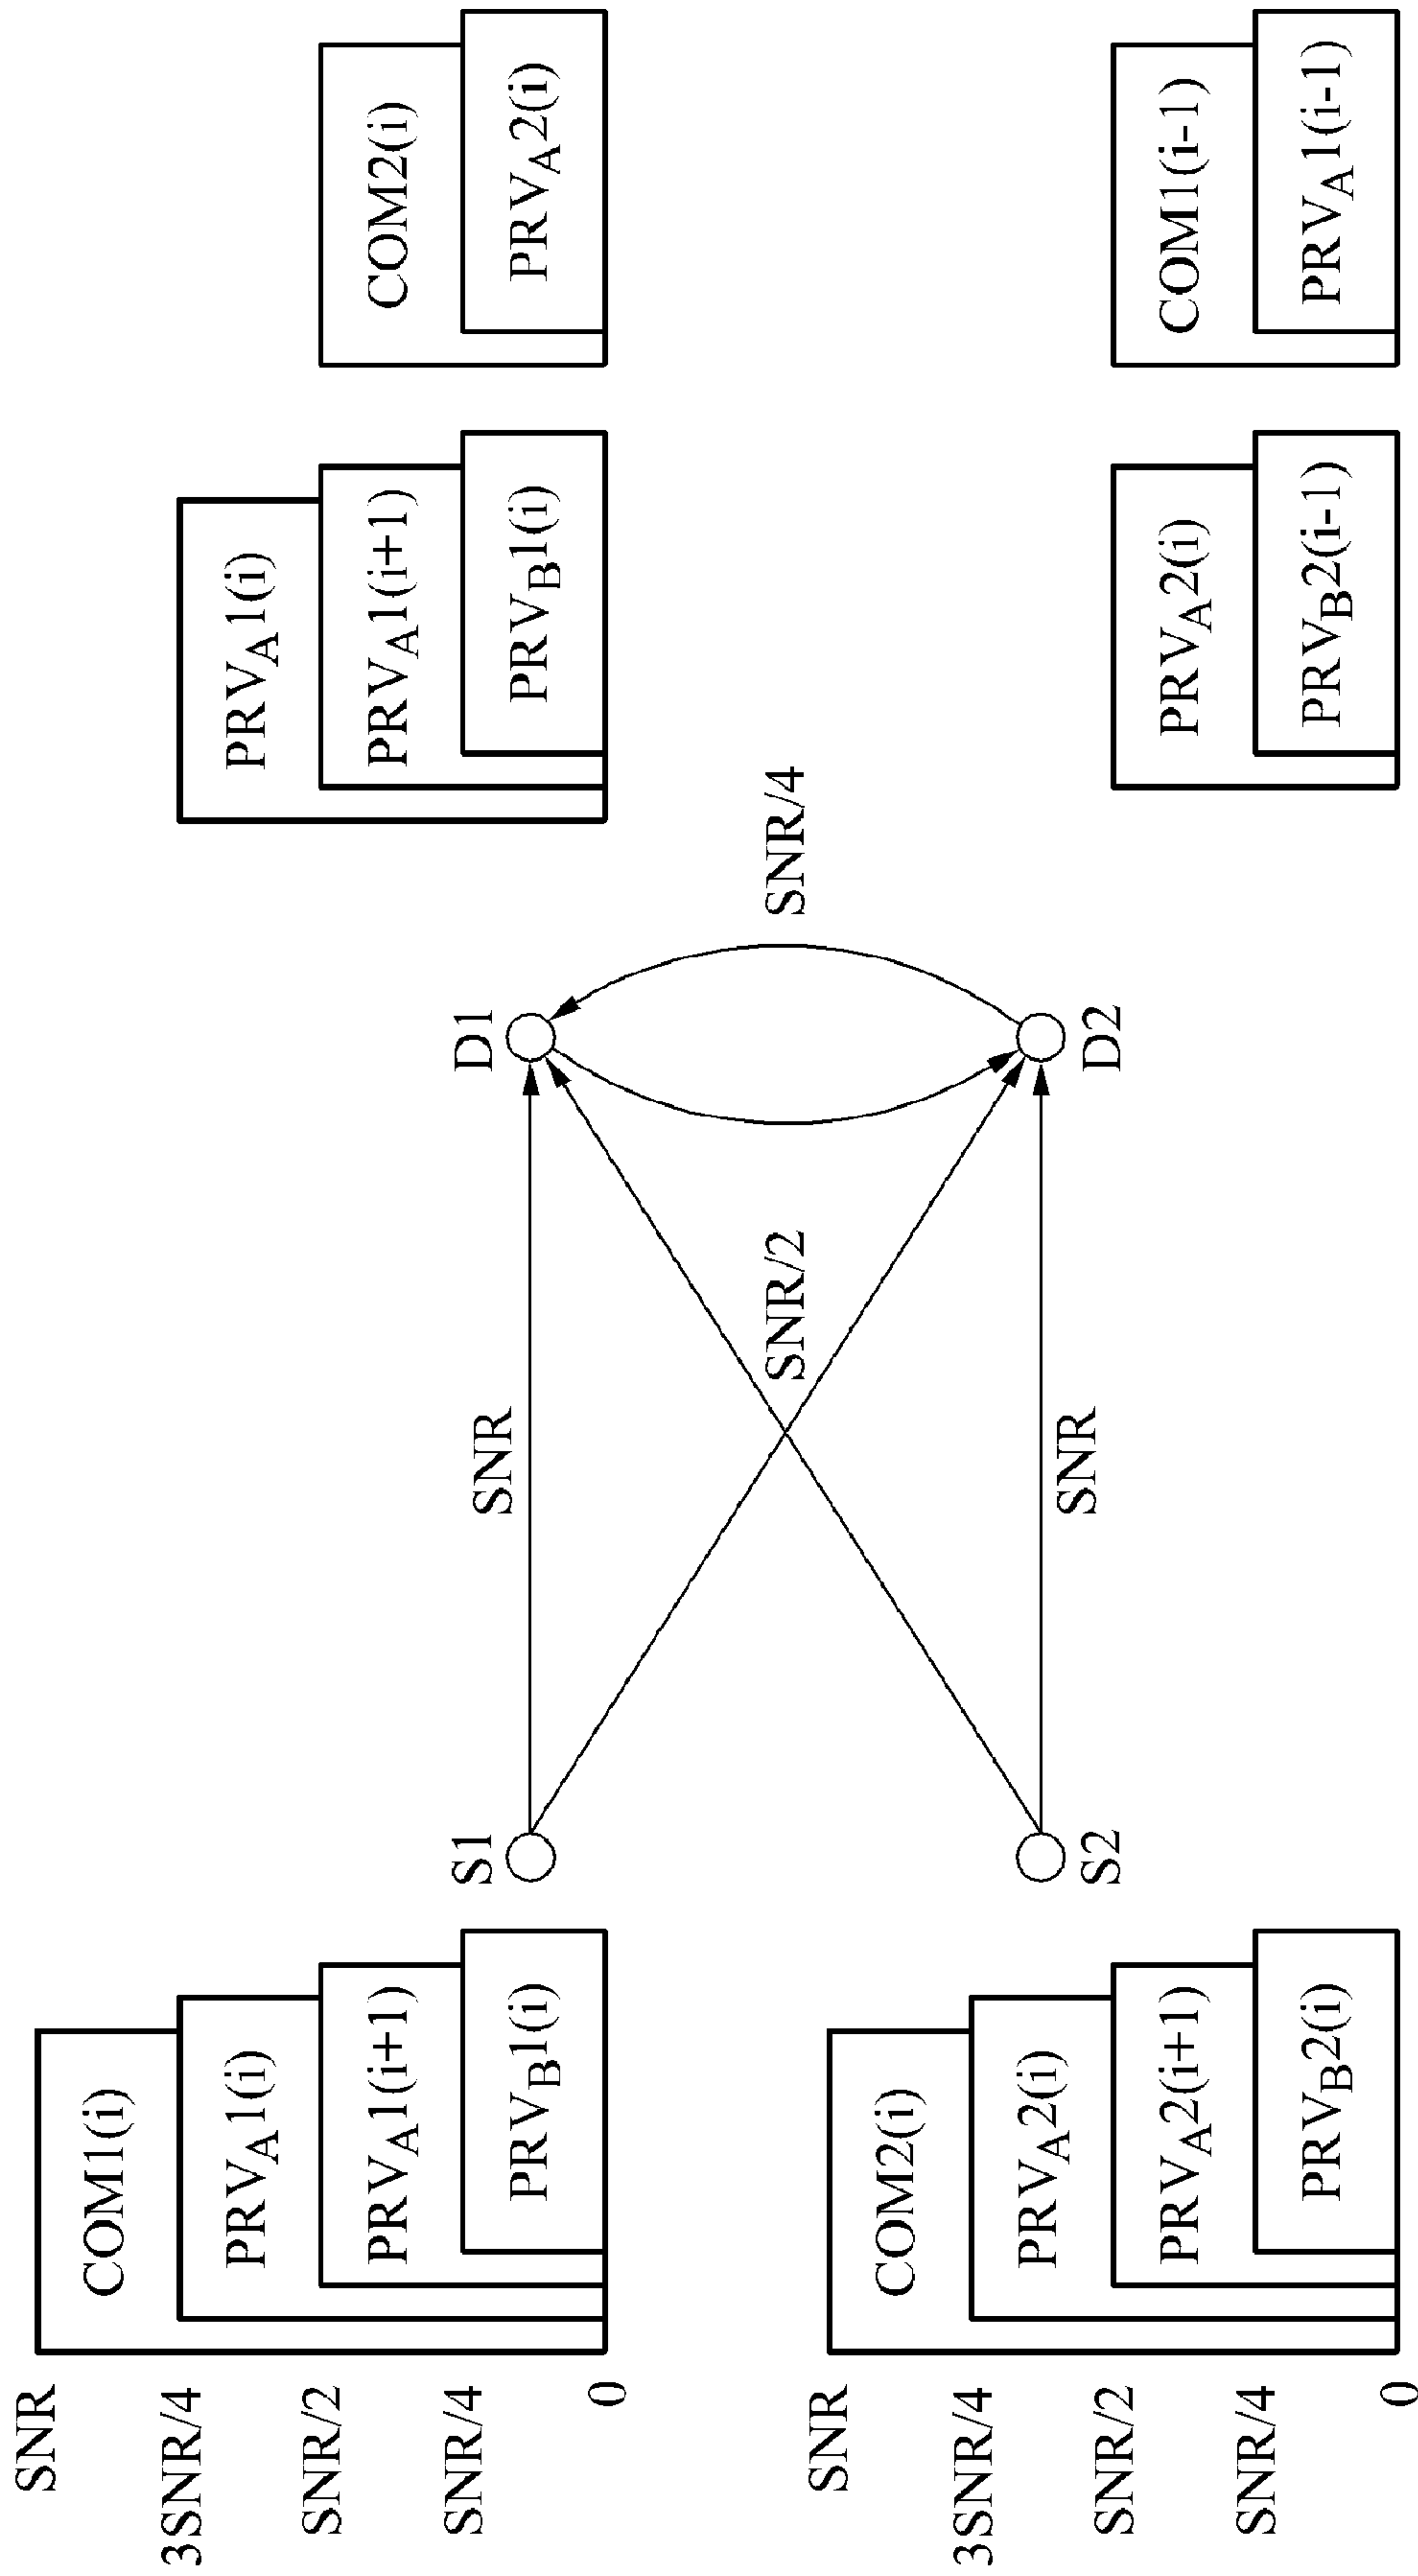 SNR
3SNR/4
SNR/2
SNR/4
0
COM1(i)
PRVA1(i)
PRVA1(i+1)
PRVB1(i)
S1
SNR
D1
PRVA1(i)
PRVA1(i+1)
PRVB1(i)
COM2(i)
PRVA2(i)
SNR/2
SNR/4
SNR
3SNR/4
SNR/2
SNR/4
0
COM2(i)
PRVA2(i)
PRVA2(i+1)
PRVB2(i)
S2
SNR
D2
PRVA2(i)
PRVB2(i-1)
COM1(i-1)
PRVA1(i-1)